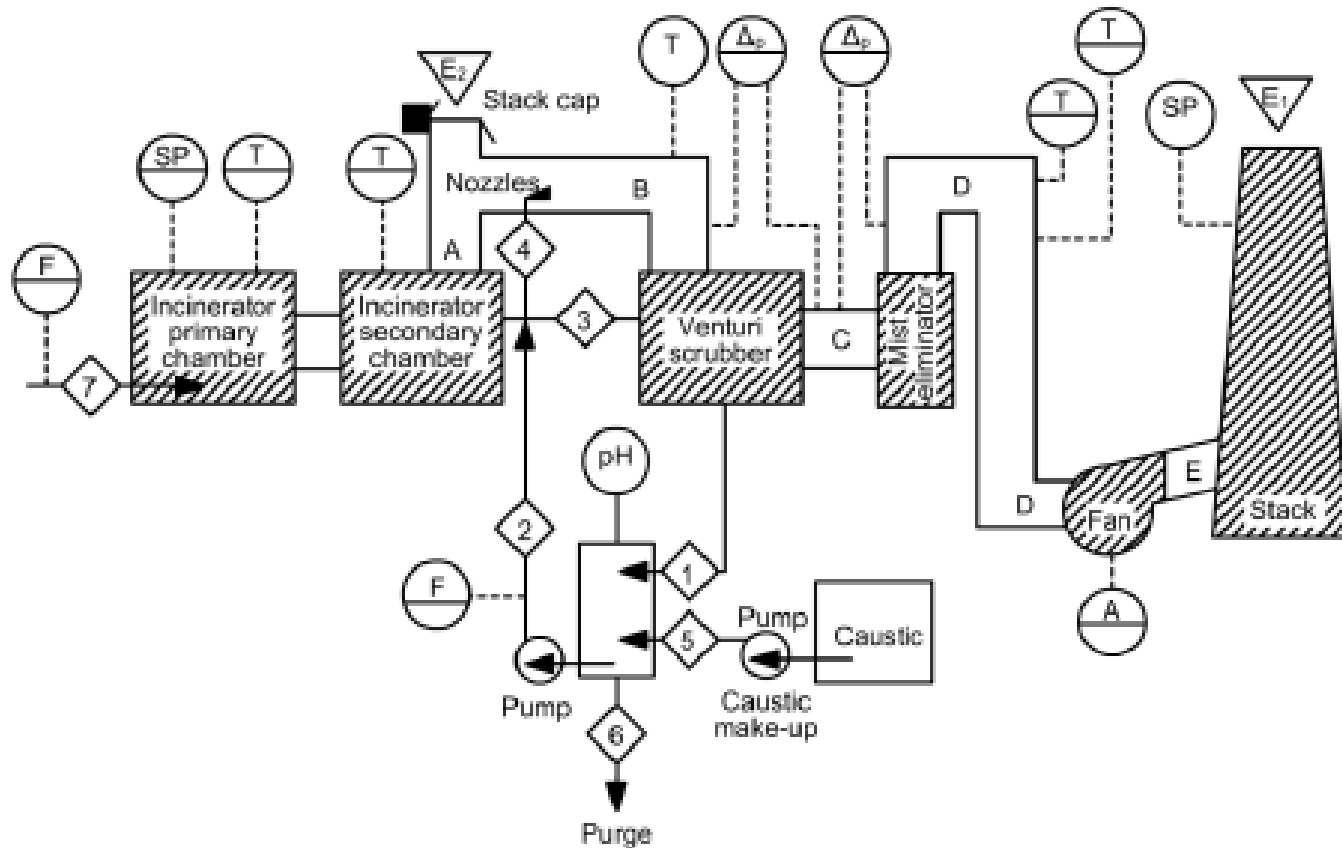 T
T
Δp
Δp
T
SP
E1
E2
Stack cap
SP
T
T
Nozzles
B
D
F
A
4
Incinerator
primary
chamber
Incinerator
secondary
chamber
3
Venturi
scrubber
C
Mist
eliminator
7
pH
E
D
Fan
Stack
2
1
F
5
Pump
Caustic
A
Pump
Caustic
make-up
6
Purge